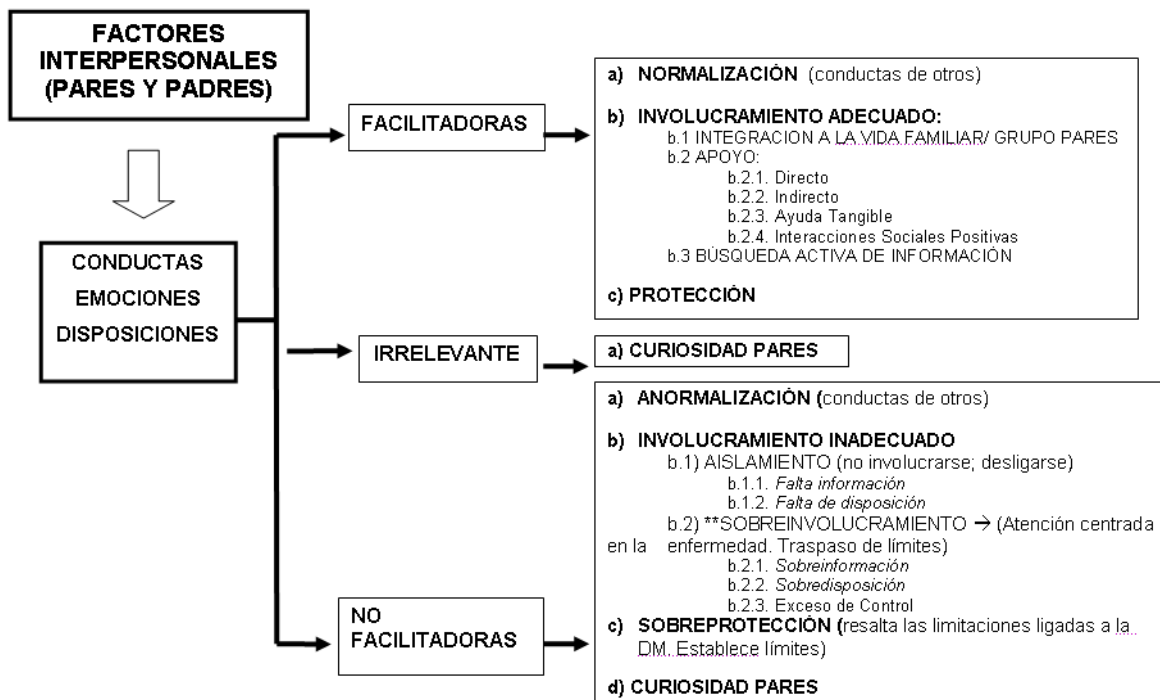 FACTORES
INTERPERSONALES
(PARES Y PADRES)
CONDUCTAS
EMOCIONES
DISPOSICIONES
FACILITADORAS
a) NORMALIZACIÓN (conductas de otros)
b) INVOLUCRAMIENTO ADECUADO:
b.1 INTEGRACION A LA VIDA FAMILIAR/ GRUPO PARES
b.2 APOYO:
b.2.1. Directo
b.2.2. Indirecto
b.2.3. Ayuda Tangible
b.2.4. Interacciones Sociales Positivas
b.3 BÚSQUEDA ACTIVA DE INFORMACIÓN
c) PROTECCIÓN
IRRELEVANTE
a) CURIOSIDAD PARES
NO
FACILITADORAS
a) ANORMALIZACIÓN (conductas de otros)
b) INVOLUCRAMIENTO INADECUADO
b.1) AISLAMIENTO (no involucrarse; desligarse)
b.1.1. Falta información
b.1.2. Falta de disposición
b.2) **SOBREINVOLUCRAMIENTO → (Atención centrada
en la enfermedad. Traspaso de límites)
b.2.1. Sobreinformación
b.2.2. Sobredisposición
b.2.3. Exceso de Control
c) SOBREPROTECCIÓN (resalta las limitaciones ligadas a la
DM. Establece límites)
d) CURIOSIDAD PARES